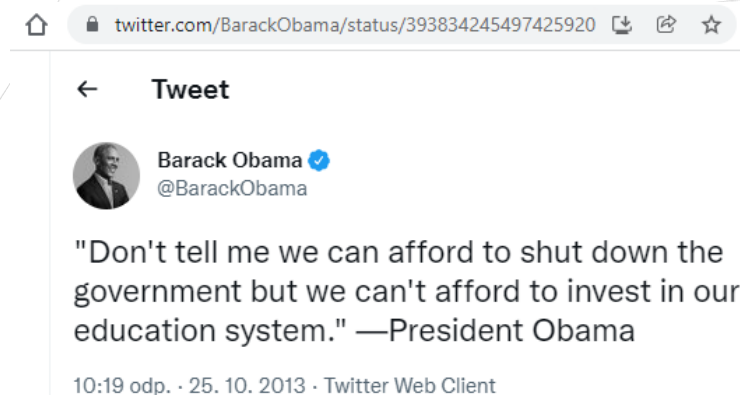 twitter.com/BarackObama/status/393834245497425920
Tweet
Barack Obama
@BarackObama
"Don't tell me we can afford to shut down the
government but we can't afford to invest in our
education system." —President Obama
10:19 odp. · 25. 10. 2013 · Twitter Web Client